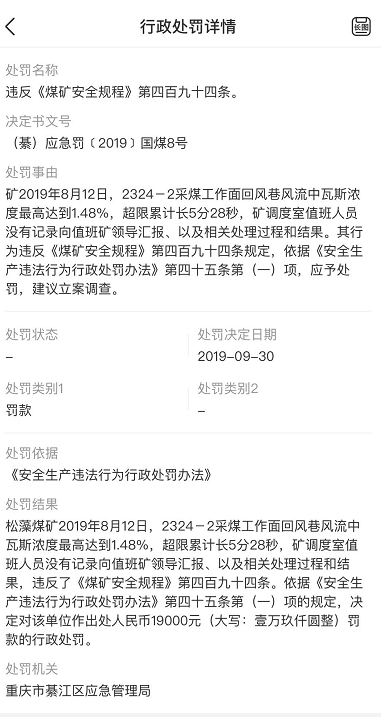 行政处罚详情
长图
处罚名称
违反《煤矿安全规程》第四百九十四条。
决定书文号
（綦）应急罚﹝2019﹞国煤8号
处罚事由
矿2019年8月12日，2324－2采煤工作面回风巷风流中瓦斯浓
度最高达到1.48%，超限累计长5分28秒，矿调度室值班人员
没有记录向值班矿领导汇报、以及相关处理过程和结果。其行
为违反《煤矿安全规程》第四百九十四条规定，依据《安全生
产违法行为行政处罚办法》第四十五条第（一）项，应予处
罚，建议立案调查。
处罚状态
处罚决定日期
–
2019-09-30
处罚类别1
处罚类别2
罚款
–
处罚依据
《安全生产违法行为行政处罚办法》
处罚结果
松藻煤矿2019年8月12日，2324－2采煤工作面回风巷风流中
瓦斯浓度最高达到1.48%，超限累计长5分28秒，矿调度室值
班人员没有记录向值班矿领导汇报、以及相关处理过程和结
果，违反了《煤矿安全规程》第四百九十四条。依据《安全生
产违法行为行政处罚办法》第四十五条第（一）项的规定，决
定对该单位作出处人民币19000元（大写：壹万玖仟圆整）罚
款的行政处罚。
处罚机关
重庆市綦江区应急管理局